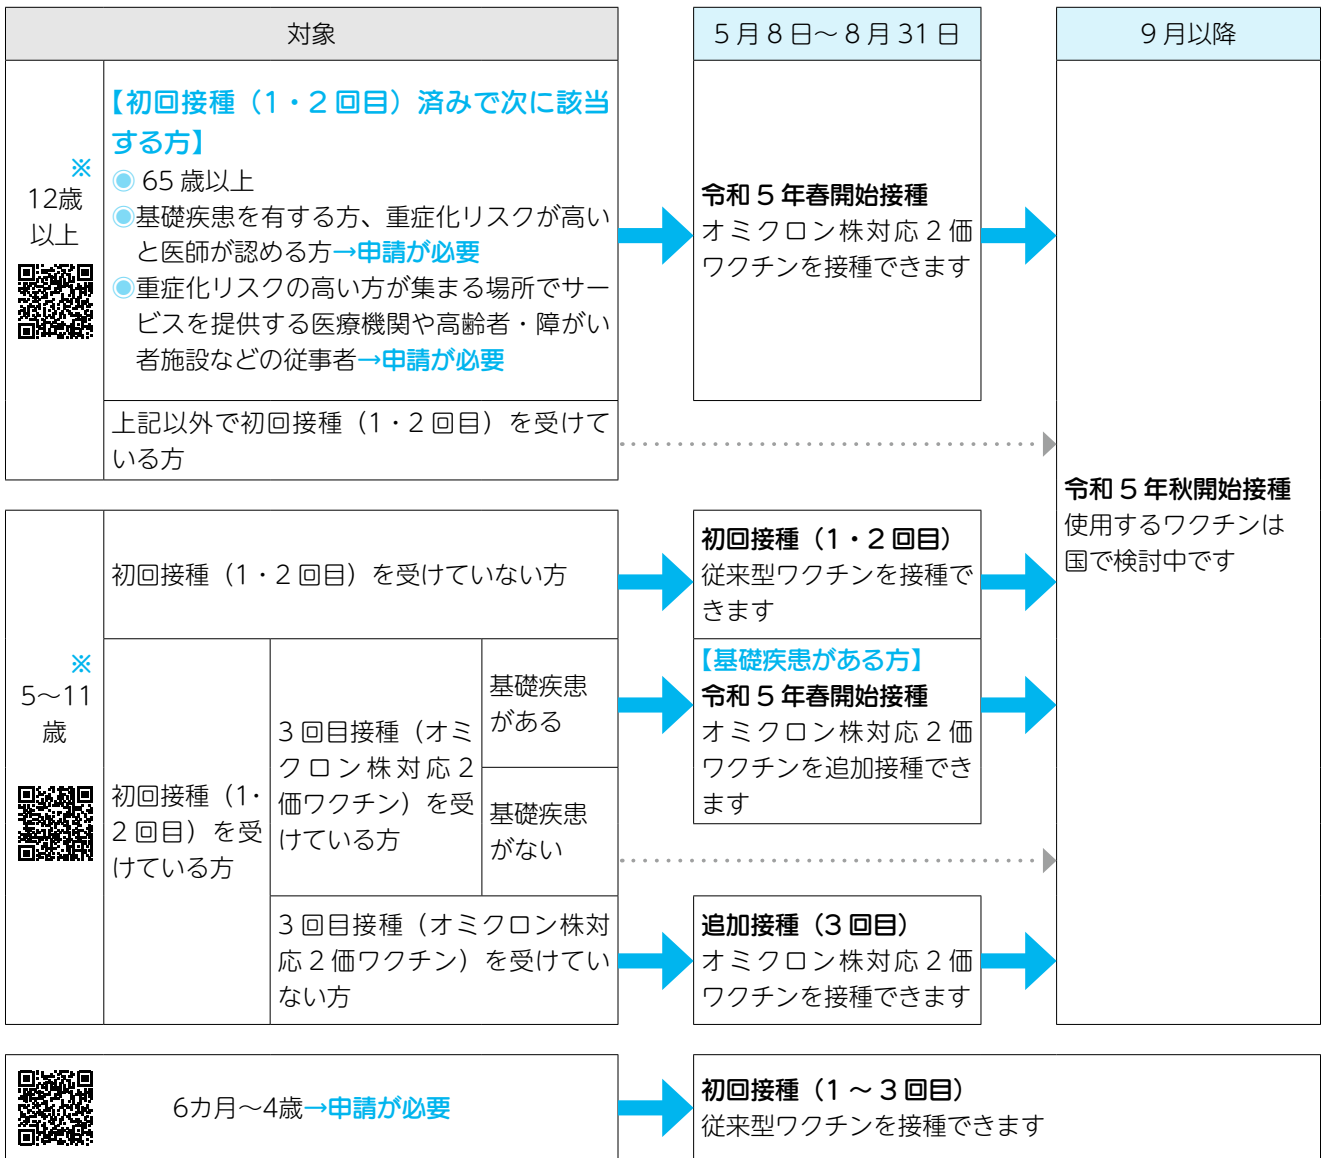 対象
5月8日～8月31日
9月以降
※
12歳
以上
【初回接種（1・2回目）済みで次に該当
する方】
◉65歳以上
◉基礎疾患を有する方、重症化リスクが高い
と医師が認める方→申請が必要
◉重症化リスクの高い方が集まる場所でサー
ビスを提供する医療機関や高齢者・障がい
者施設などの従事者→申請が必要
令和5年春開始接種
オミクロン株対応2価
ワクチンを接種できます
上記以外で初回接種（1・2回目）を受けて
いる方
令和5年秋開始接種
使用するワクチンは
国で検討中です
※
5～11
歳
初回接種（1・2回目）を受けていない方
初回接種（1・2回目）
従来型ワクチンを接種で
きます
初回接種（1・
2回目）を受
けている方
3回目接種（オミ
クロン株対応2
価ワクチン）を受
けている方
基礎疾患
がある
【基礎疾患がある方】
令和5年春開始接種
オミクロン株対応2価
ワクチンを追加接種でき
ます
基礎疾患
がない
3回目接種（オミクロン株対
応2価ワクチン）を受けてい
ない方
追加接種（3回目）
オミクロン株対応2価
ワクチンを接種できます
6カ月～4歳→申請が必要
初回接種（1～3回目）
従来型ワクチンを接種できます